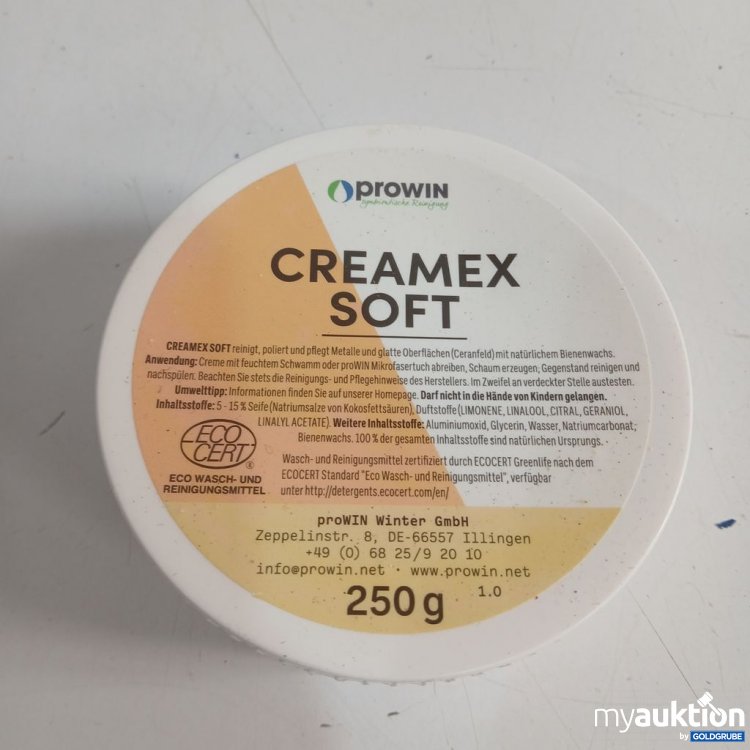 prowin
symbiontische Reinigung
CREAMEX
SOFT
CREAMEX SOFT reinigt, poliert und pflegt Metalle und glatte Oberflächen (Ceranfeld) mit natürlichem Bienenwachs.
Anwendung: Creme mit feuchtem Schwamm oder proWIN Mikrofasertuch abreiben, Schaum erzeugen, Gegenstand reinigen und
nachspülen. Beachten Sie stets die Reinigungs- und Pflegehinweise des Herstellers. Im Zweifel an verdeckter Stelle austesten.
Umwelttipp: Informationen finden Sie auf unserer Homepage. Darf nicht in die Hände von Kindern gelangen.
Inhaltsstoffe: 5 - 15 % Seife (Natriumsalze von Kokosfettsäuren), Duftstoffe (LIMONENE, LINALOOL, CITRAL, GERANIOL,
LINALYL ACETATE). Weitere Inhaltsstoffe: Aluminiumoxid, Glycerin, Wasser, Natriumcarbonat,
Bienenwachs. 100 % der gesamten Inhaltsstoffe sind natürlichen Ursprungs.
ECO
CERT
®
ECO WASCH- UND
REINIGUNGSMITTEL
Wasch- und Reinigungsmittel zertifiziert durch ECOCERT Greenlife nach dem
ECOCERT Standard "Eco Wasch- und Reinigungsmittel", verfügbar
unter http://detergents.ecocert.com/en/
proWIN Winter GmbH
Zeppelinstr. 8, DE-66557 Illingen
+49 (0) 68 25/9 20 10
info@prowin.net · www.prowin.net
250 g
1.0
myauktion
by GOLDGRUBE